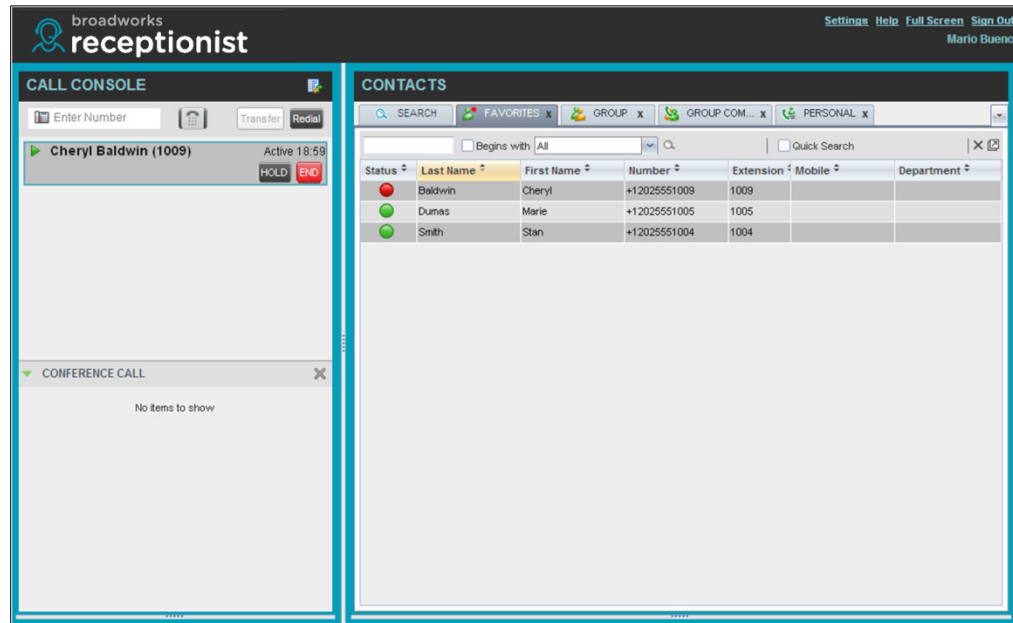 broadworks
receptionist
Settings Help Full Screen Sign Out
Mario Bueno
CALL CONSOLE
Enter Number Transfer Redial
Cheryl Baldwin (1009) Active 18:59
HOLD END
CONFERENCE CALL
No items to show
CONTACTS
SEARCH FAVORITES x GROUP x GROUP COM... x PERSONAL x
Begins with All Quick Search
Status Last Name First Name Number Extension Mobile Department
Baldwin Cheryl +12025551009 1009
Dumas Marie +12025551005 1005
Smith Stan +12025551004 1004